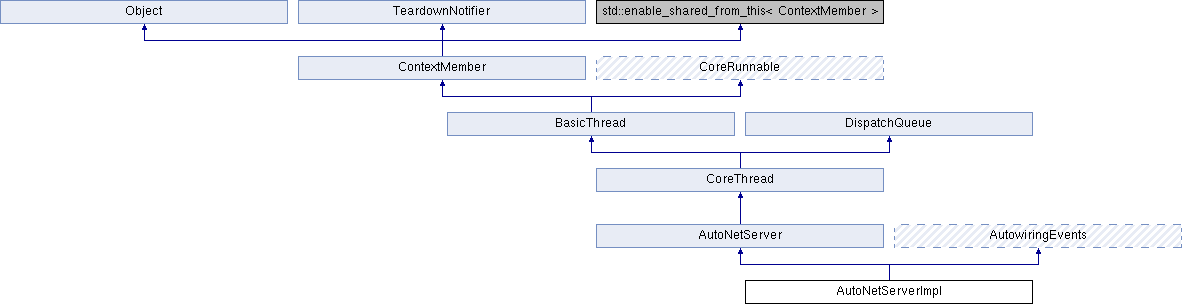 Object
TeardownNotifier
std::enable_shared_from_this< ContextMember >
ContextMember
CoreRunnable
BasicThread
DispatchQueue
CoreThread
AutoNetServer
AutowiringEvents
AutoNetServerImpl